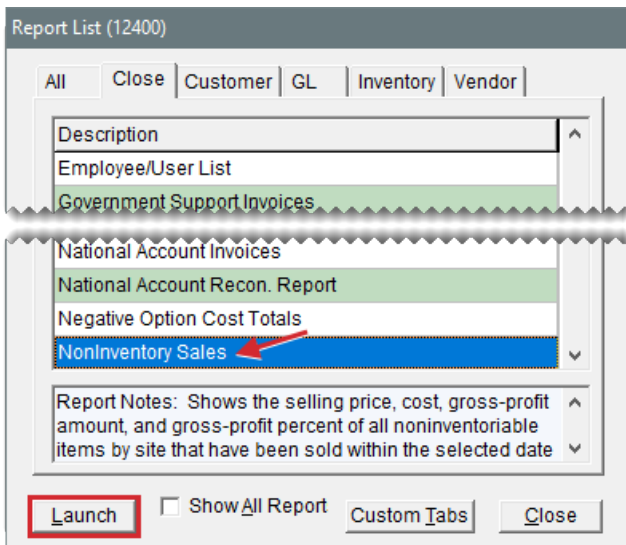 Report List (12400)
All Close Customer GL Inventory Vendor
Description
Employee/User List
Government Support Invoices
National Account Invoices
National Account Recon. Report
Negative Option Cost Totals
NonInventory Sales
Report Notes: Shows the selling price, cost, gross-profit
amount, and gross-profit percent of all noninventoriable
items by site that have been sold within the selected date
Launch Show All Report Custom Tabs Close